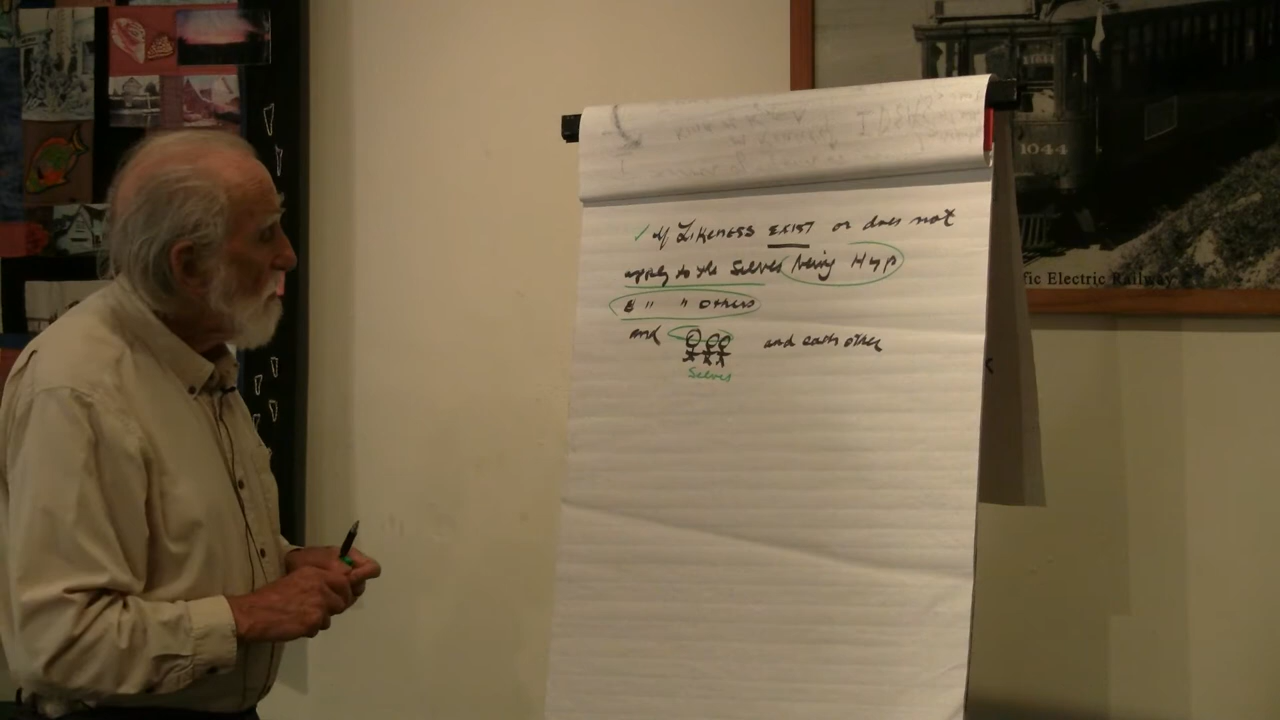 ✓ If LIKENESS EXIST or does not
apply to the Selves being Hyp
& " " Others
and and each other
Selves
1044
fic Electric Railway